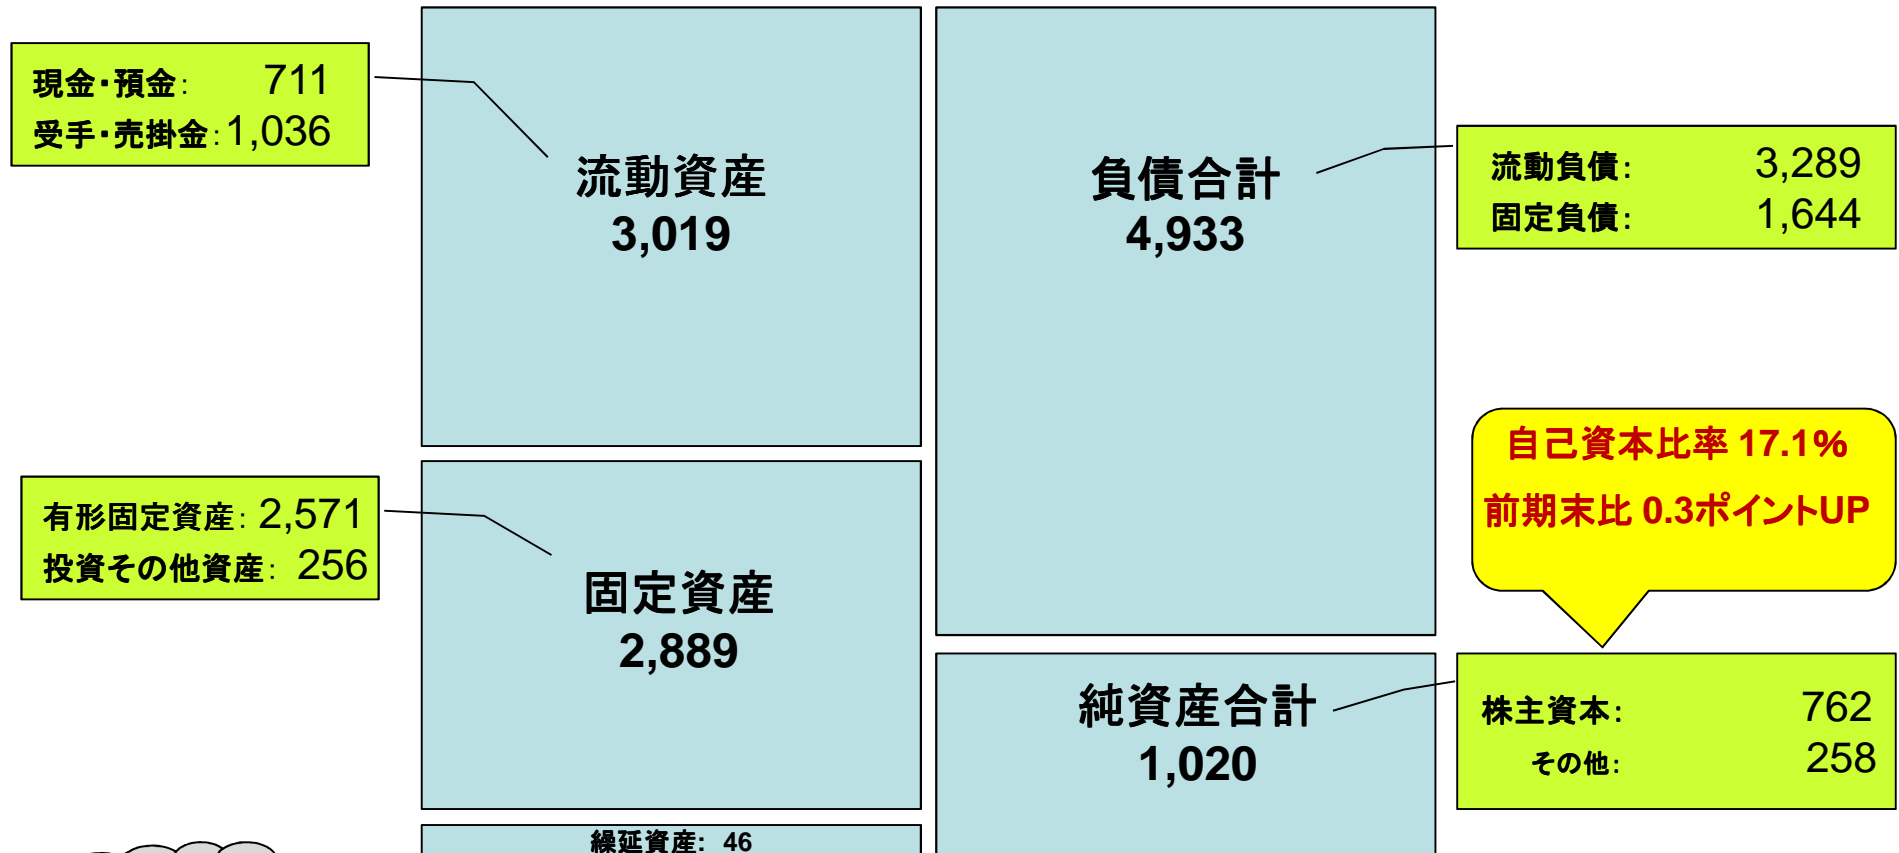 現金・預金: 711
受手・売掛金:1,036
流動資産
3,019
負債合計
4,933
流動負債: 3,289
固定負債: 1,644
自己資本比率 17.1%
前期末比 0.3ポイントUP
有形固定資産: 2,571
投資その他資産: 256
固定資産
2,889
純資産合計
1,020
株主資本: 762
その他: 258
繰延資産: 46